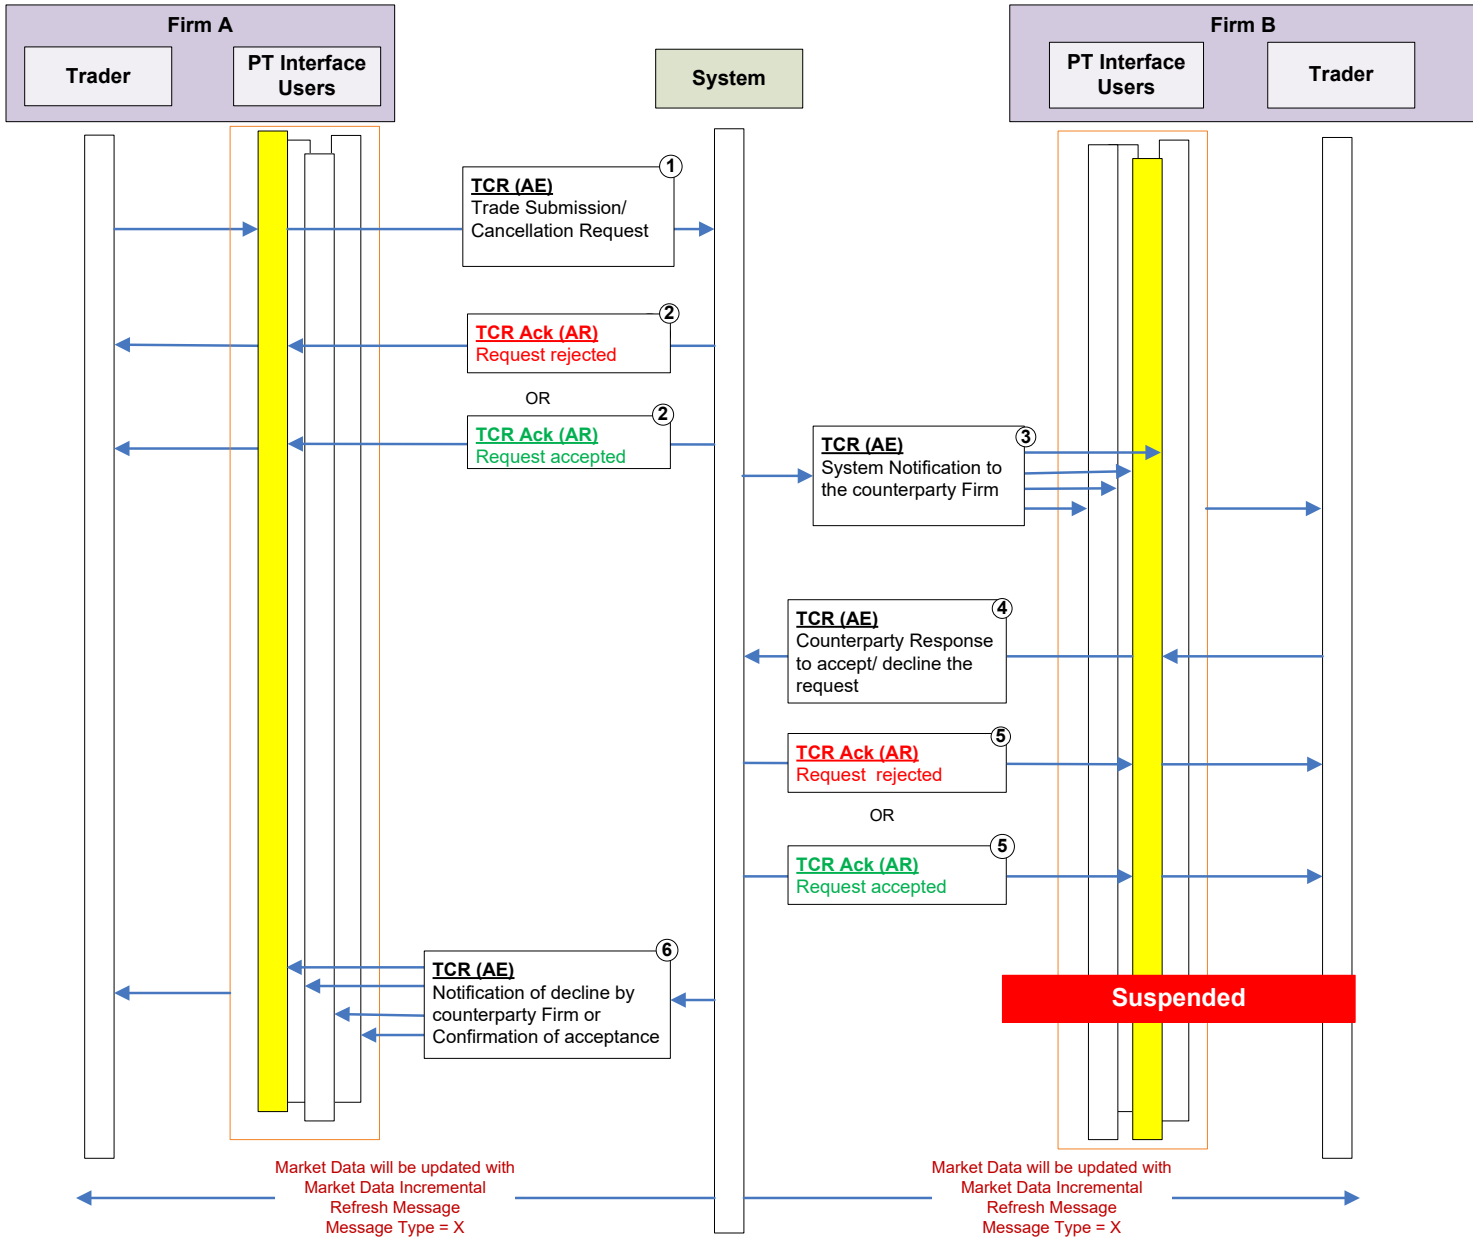 Firm A
Trader
PT Interface
Users
System
Firm B
PT Interface
Users
Trader
1
TCR (AE)
Trade Submission/
Cancellation Request
2
TCR Ack (AR)
Request rejected
OR
2
TCR Ack (AR)
Request accepted
3
TCR (AE)
System Notification to
the counterparty Firm
4
TCR (AE)
Counterparty Response
to accept/ decline the
request
5
TCR Ack (AR)
Request  rejected
OR
5
TCR Ack (AR)
Request accepted
6
TCR (AE)
Notification of decline by
counterparty Firm or
Confirmation of acceptance
Suspended
Market Data will be updated with
Market Data Incremental
Refresh Message
Message Type = X
Market Data will be updated with
Market Data Incremental
Refresh Message
Message Type = X